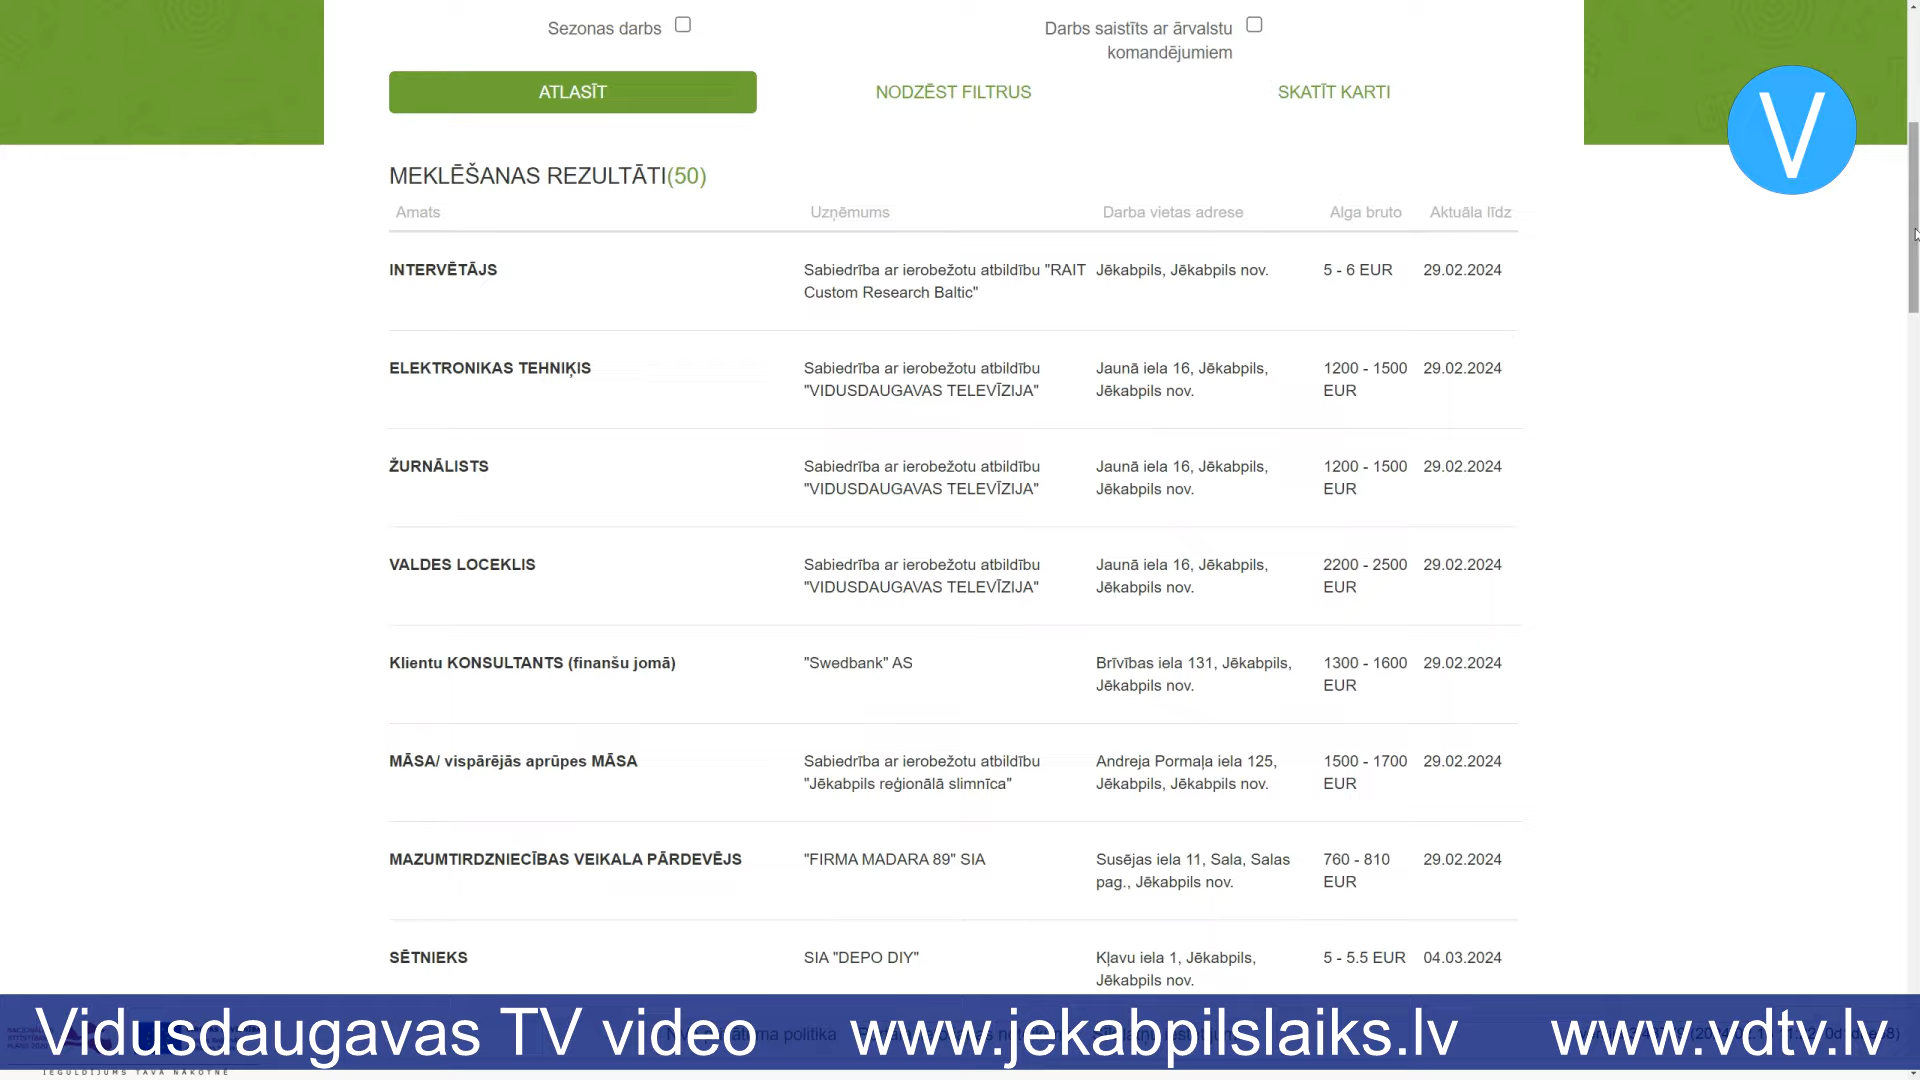 Sezonas darbs
Darbs saistīts ar ārvalstu
komandējumiem
ATLASĪT
NODZĒST FILTRUS
SKATĪT KARTI
V
MEKLĒŠANAS REZULTĀTI(50)
Amats Uzņēmums Darba vietas adrese Alga bruto Aktuāla līdz
INTERVĒTĀJS Sabiedrība ar ierobežotu atbildību "RAIT Jēkabpils, Jēkabpils nov. 5 - 6 EUR 29.02.2024
Custom Research Baltic"
ELEKTRONIKAS TEHNIĶIS Sabiedrība ar ierobežotu atbildību Jaunā iela 16, Jēkabpils, 1200 - 1500 29.02.2024
"VIDUSDAUGAVAS TELEVĪZIJA" Jēkabpils nov. EUR
ŽURNĀLISTS Sabiedrība ar ierobežotu atbildību Jaunā iela 16, Jēkabpils, 1200 - 1500 29.02.2024
"VIDUSDAUGAVAS TELEVĪZIJA" Jēkabpils nov. EUR
VALDES LOCEKLIS Sabiedrība ar ierobežotu atbildību Jaunā iela 16, Jēkabpils, 2200 - 2500 29.02.2024
"VIDUSDAUGAVAS TELEVĪZIJA" Jēkabpils nov. EUR
Klientu KONSULTANTS (finanšu jomā) "Swedbank" AS Brīvības iela 131, Jēkabpils, 1300 - 1600 29.02.2024
Jēkabpils nov. EUR
MĀSA/ vispārējās aprūpes MĀSA Sabiedrība ar ierobežotu atbildību Andreja Pormaļa iela 125, 1500 - 1700 29.02.2024
"Jēkabpils reģionālā slimnīca" Jēkabpils, Jēkabpils nov. EUR
MAZUMTIRDZNIECĪBAS VEIKALA PĀRDEVĒJS "FIRMA MADARA 89" SIA Susējas iela 11, Sala, Salas 760 - 810 29.02.2024
pag., Jēkabpils nov. EUR
SĒTNIEKS SIA "DEPO DIY" Kļavu iela 1, Jēkabpils, 5 - 5.5 EUR 04.03.2024
Jēkabpils nov.
Vidusdaugavas TV video www.jekabpilslaiks.lv www.vdtv.lv
politika
IEGULDĪJUMS TAVĀ NĀKOTNĒ